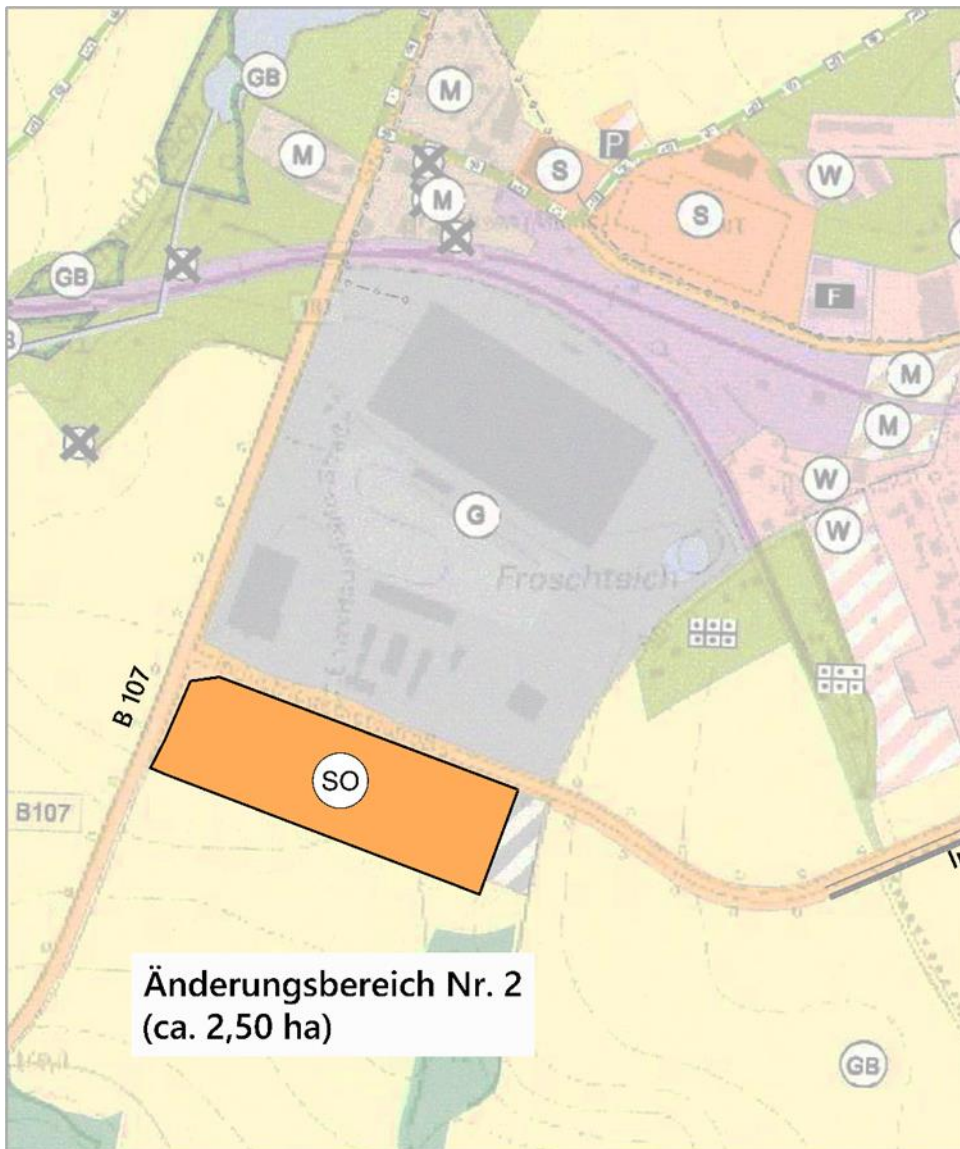 GB
M
M
P
S
W
M
S
GB
F
M
M
W
G
W
Froschteich
B 107
SO
B107
Änderungsbereich Nr. 2
(ca. 2,50 ha)
GB